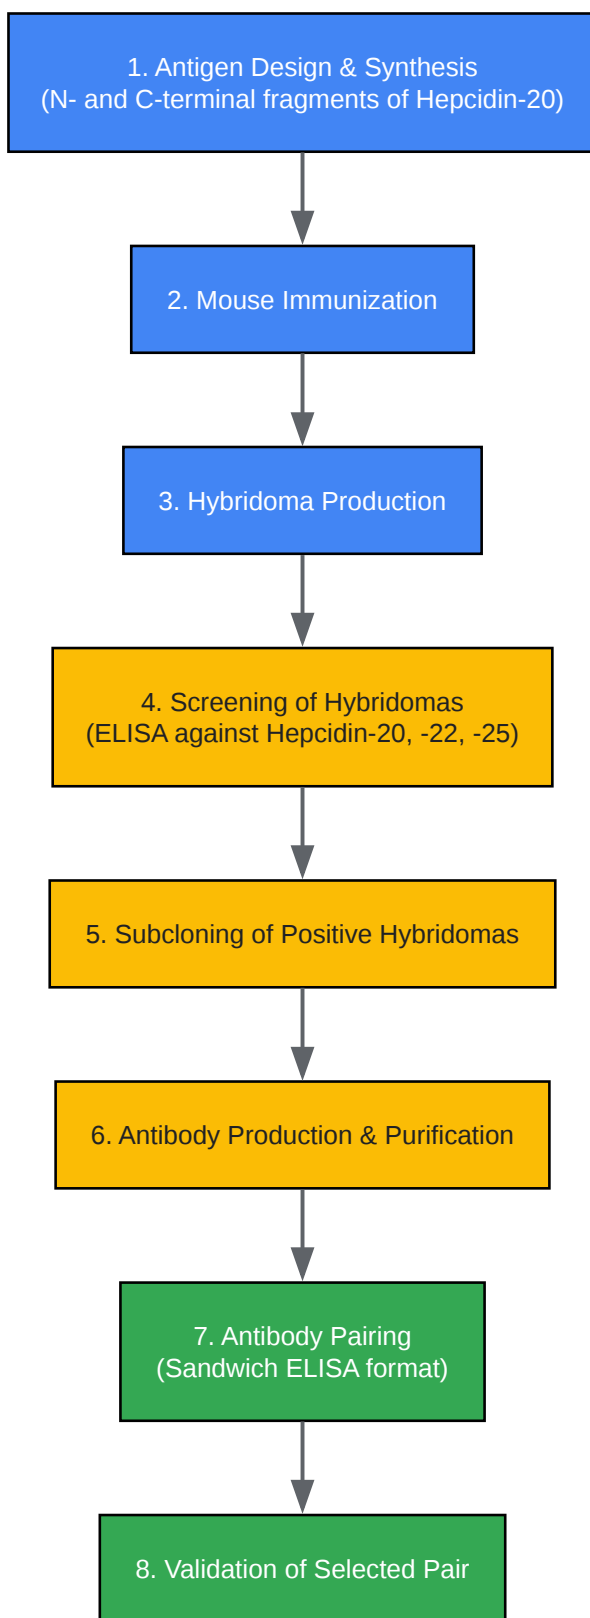 1. Antigen Design & Synthesis
(N- and C-terminal fragments of Hepcidin-20)
2. Mouse Immunization
3. Hybridoma Production
4. Screening of Hybridomas
(ELISA against Hepcidin-20, -22, -25)
5. Subcloning of Positive Hybridomas
6. Antibody Production & Purification
7. Antibody Pairing
(Sandwich ELISA format)
8. Validation of Selected Pair